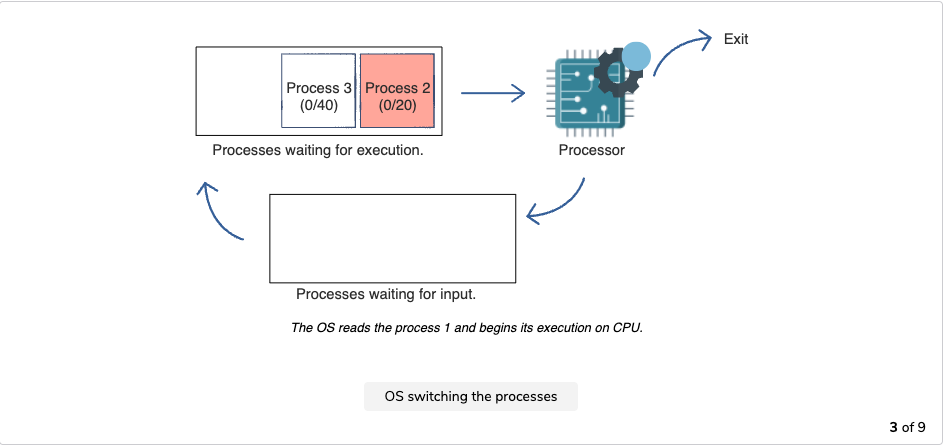 Exit
Process 3
(0/40)
Process 2
(0/20)
Processes waiting for execution.
Processor
Processes waiting for input.
The OS reads the process 1 and begins its execution on CPU.
OS switching the processes
3 of 9